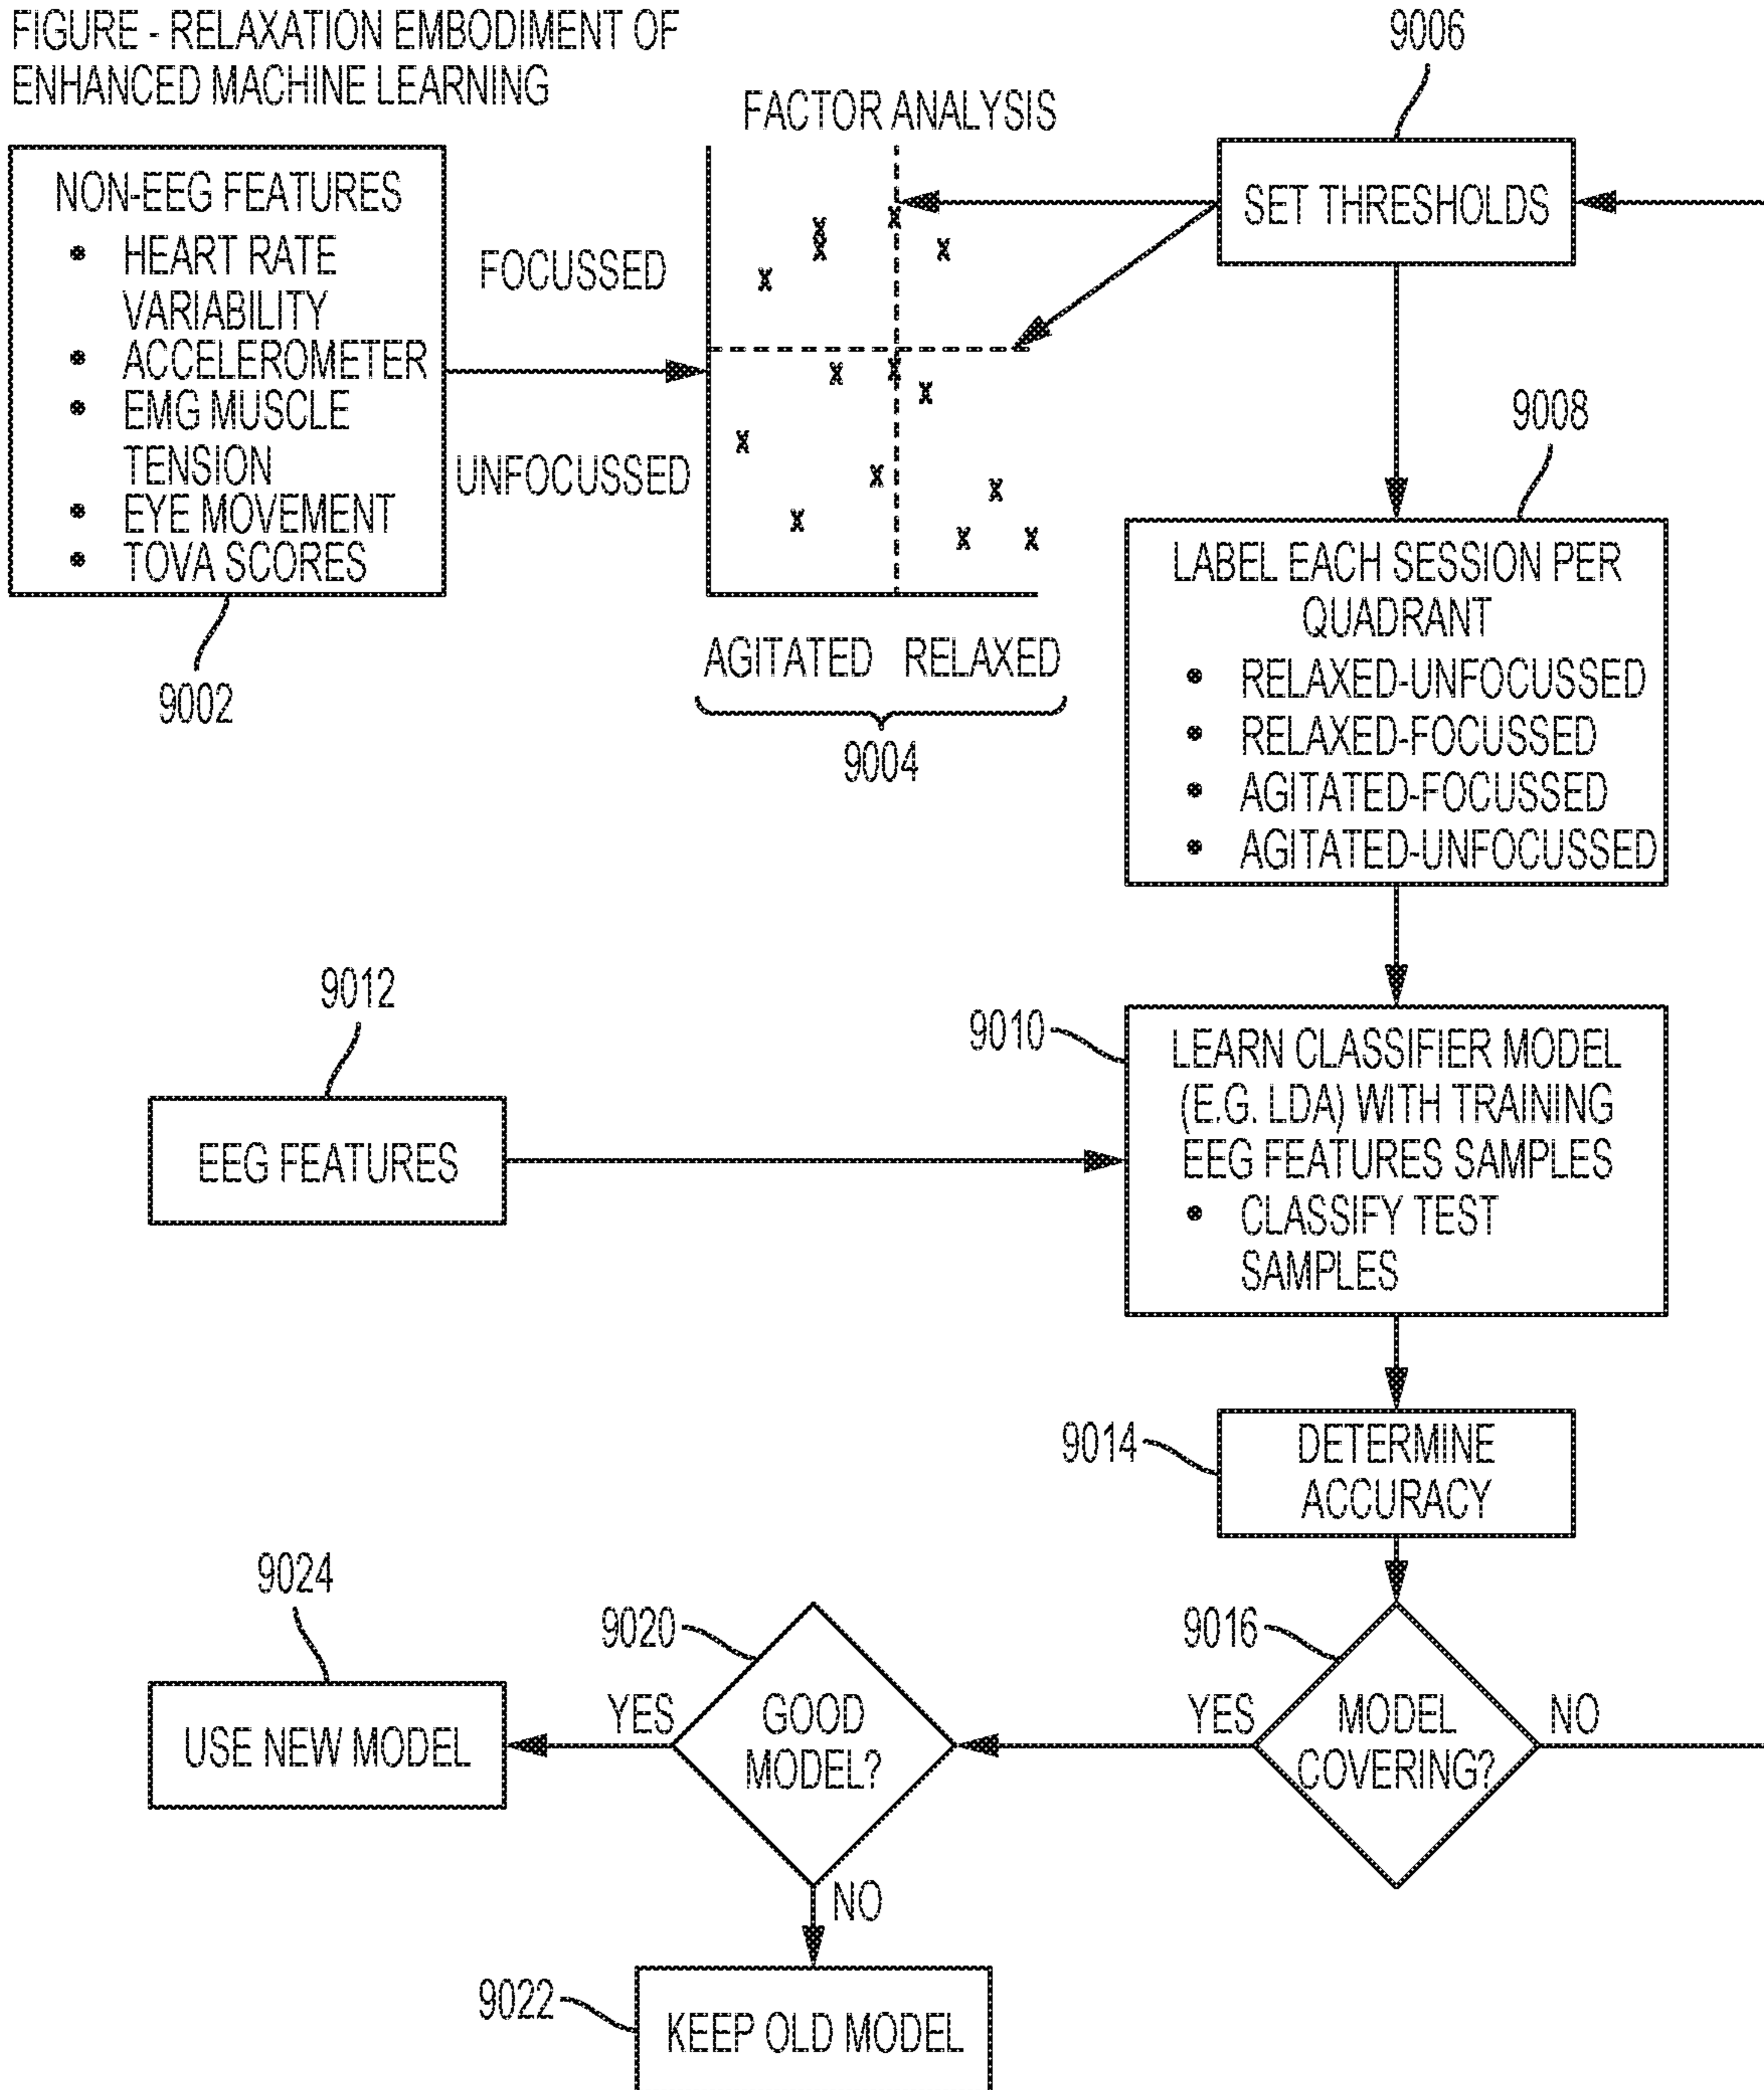 FIGURE - RELAXATION EMBODIMENT OF
ENHANCED MACHINE LEARNING
9006
FACTOR ANALYSIS
NON-EEG FEATURES
• HEART RATE
VARIABILITY
• ACCELEROMETER
• EMG MUSCLE
TENSION
• EYE MOVEMENT
• TOVA SCORES
9002
FOCUSSED
UNFOCUSSED
x
x
x
x
x
x
x
x
x
x
x
x
x
x
AGITATED RELAXED
9004
SET THRESHOLDS
9008
LABEL EACH SESSION PER
QUADRANT
• RELAXED-UNFOCUSSED
• RELAXED-FOCUSSED
• AGITATED-FOCUSSED
• AGITATED-UNFOCUSSED
9012
EEG FEATURES
9010
LEARN CLASSIFIER MODEL
(E.G. LDA) WITH TRAINING
EEG FEATURES SAMPLES
• CLASSIFY TEST
SAMPLES
9014
DETERMINE
ACCURACY
9016
MODEL
COVERING?
YES
NO
9020
GOOD
MODEL?
YES
NO
9024
USE NEW MODEL
9022
KEEP OLD MODEL